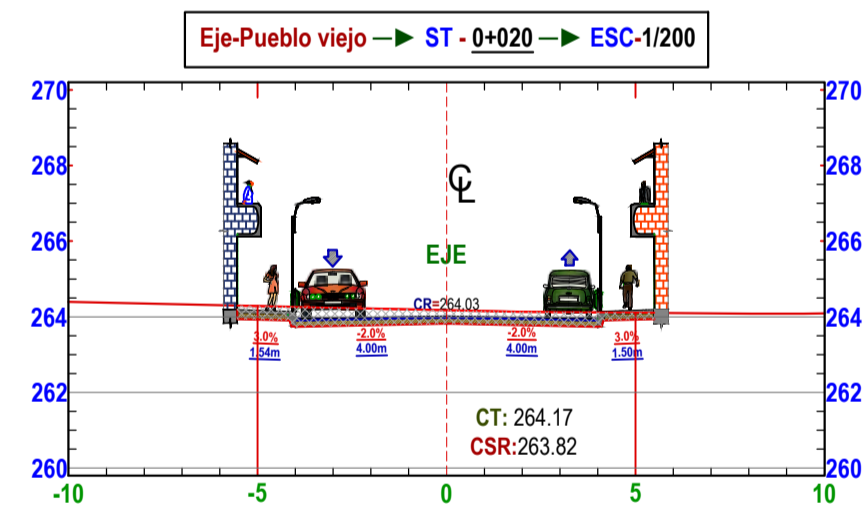 Eje-Pueblo viejo ST - 0+020 ESC-1/200
270 270
268 268
℄
266 266
EJE
CR=264.03
264 264
3.0% -2.0% -2.0% 3.0%
1.54m 4.00m 4.00m 1.50m
262 262
CT: 264.17
CSR:263.82
260 260
-10 -5 0 5 10